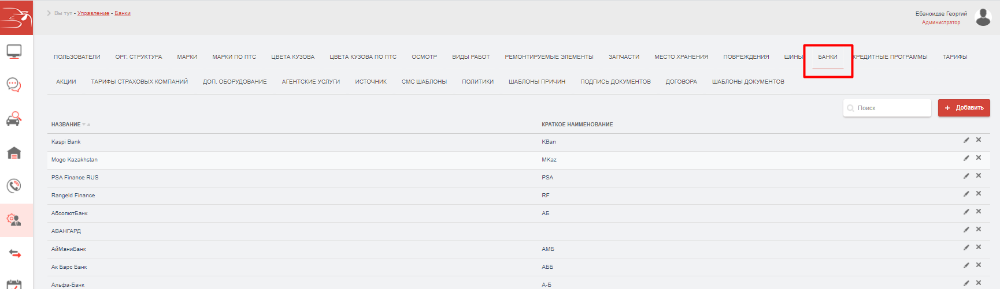 Вы тут - Управление - Банки
Ебаноидзе Георгий
Администратор
ПОЛЬЗОВАТЕЛИ ОРГ. СТРУКТУРА МАРКИ МАРКИ ПО ПТС ЦВЕТА КУЗОВА ЦВЕТА КУЗОВА ПО ПТС ОСМОТР ВИДЫ РАБОТ РЕМОНТИРУЕМЫЕ ЭЛЕМЕНТЫ ЗАПЧАСТИ МЕСТО ХРАНЕНИЯ ПОВРЕЖДЕНИЯ ШИНЫ БАНКИ КРЕДИТНЫЕ ПРОГРАММЫ ТАРИФЫ
АКЦИИ ТАРИФЫ СТРАХОВЫХ КОМПАНИЙ ДОП. ОБОРУДОВАНИЕ АГЕНТСКИЕ УСЛУГИ ИСТОЧНИК СМС ШАБЛОНЫ ПОЛИТИКИ ШАБЛОНЫ ПРИЧИН ПОДПИСЬ ДОКУМЕНТОВ ДОГОВОРА ШАБЛОНЫ ДОКУМЕНТОВ
Поиск + Добавить
НАЗВАНИЕ КРАТКОЕ НАИМЕНОВАНИЕ
Kaspi Bank KBan
Mogo Kazakhstan MKaz
PSA Finance RUS PSA
Rangeld Finance RF
АбсолютБанк АБ
АВАНГАРД
АйМаниБанк АМБ
Ак Барс Банк АББ
Альфа-Банк А-Б